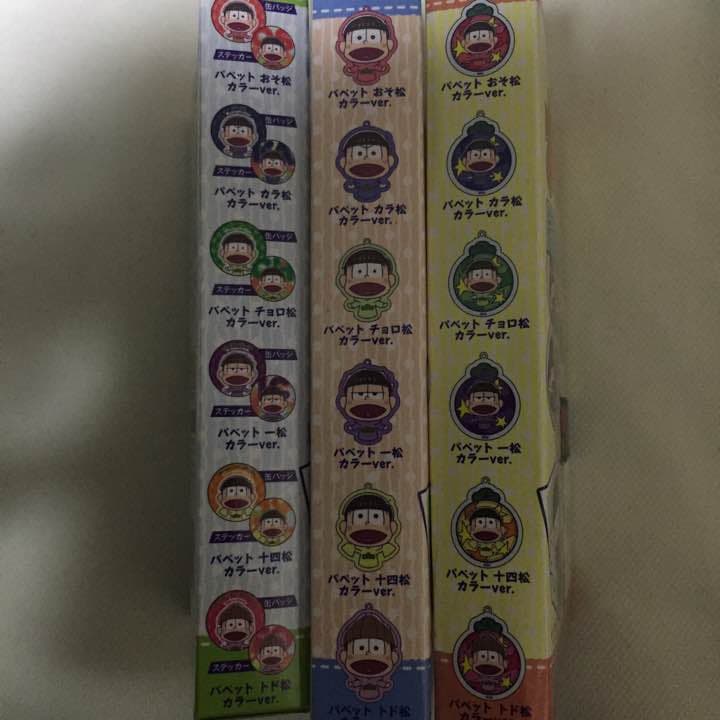 缶バッジ
ステッカー
パペット おそ松
カラーver.
缶バッジ
ステッカー
パペット カラ松
カラーver.
缶バッジ
ステッカー
パペット チョロ松
カラーver.
缶バッジ
ステッカー
パペット 一松
カラーver.
缶バッジ
ステッカー
パペット 十四松
カラーver.
缶バッジ
ステッカー
パペット トド松
カラーver.
パペット おそ松
カラーver.
パペット カラ松
カラーver.
パペット チョロ松
カラーver.
パペット 一松
カラーver.
パペット 十四松
カラーver.
パペット トド松
パペット おそ松
カラーver.
パペット カラ松
カラーver.
パペット チョロ松
カラーver.
パペット 一松
カラーver.
パペット 十四松
カラーver.
パペット トド松
カラーver.